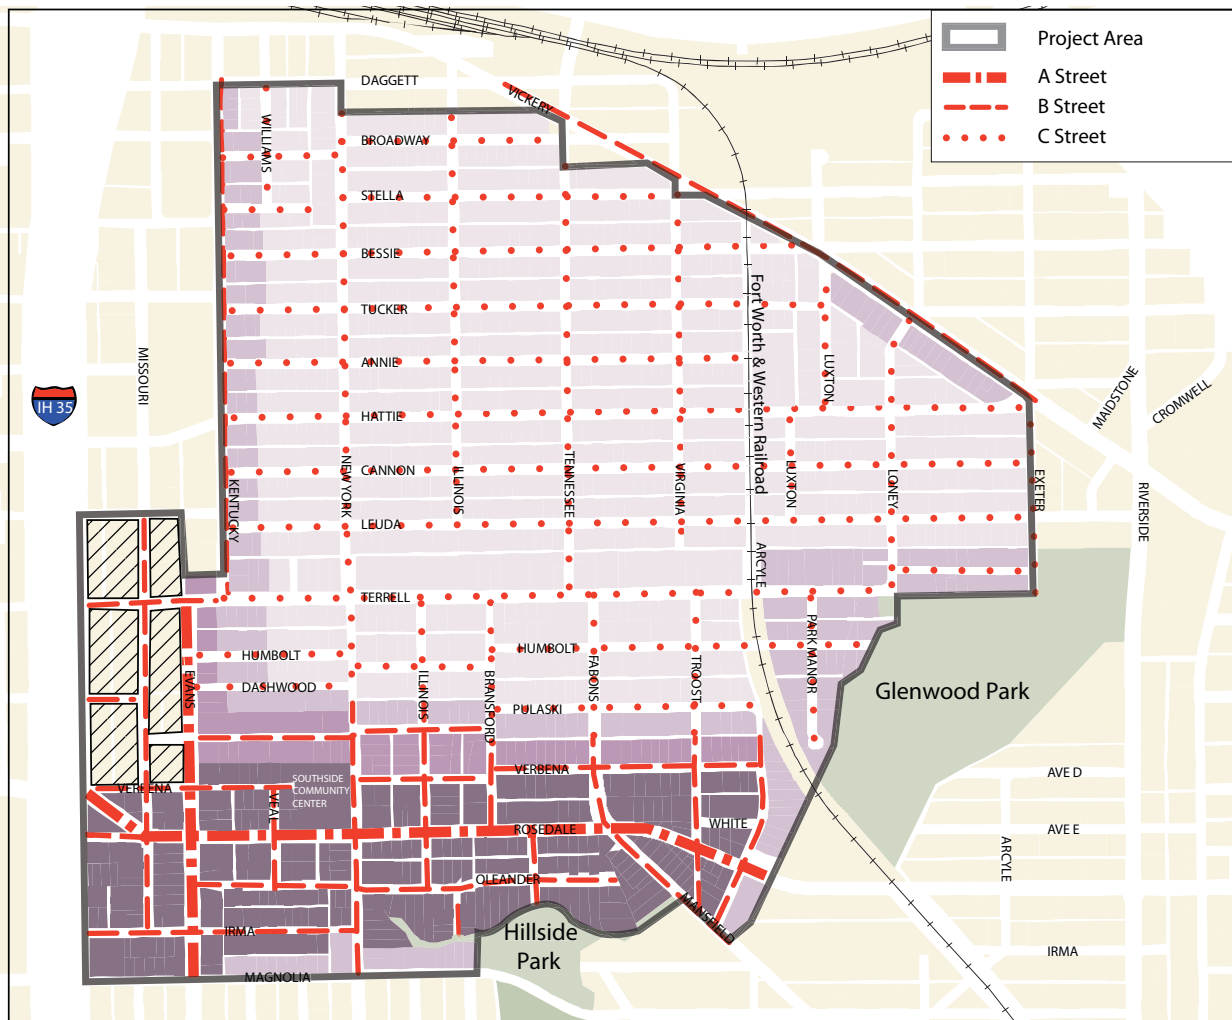 Project Area
A Street
B Street
C Street
DAGGETT
VICKERY
WILLIAMS
BROADWAY
STELLA
BESSIE
TUCKER
ANNIE
HATTIE
CANNON
LEUDA
TERRELL
MISSOURI
IH 35
KENTUCKY
NEW YORK
ILLINOIS
TENNESSEE
VIRGINIA
Fort Worth & Western Railroad
LUXTON
LUXTON
LONEY
EXETER
MAIDSTONE
CROMWELL
RIVERSIDE
ARCYLE
HUMBOLT
HUMBOLT
DASHWOOD
EVANS
ILLINOIS
BRANSFORD
FABONS
TROOST
PARKMANOR
Glenwood Park
PULASKI
VERBENA
VERBENA
SOUTHSIDE
COMMUNITY
CENTER
VEAL
ROSEDALE
WHITE
OLEANDER
MANSFIELD
IRMA
MAGNOLIA
Hillside
Park
AVE D
AVE E
ARCYLE
IRMA